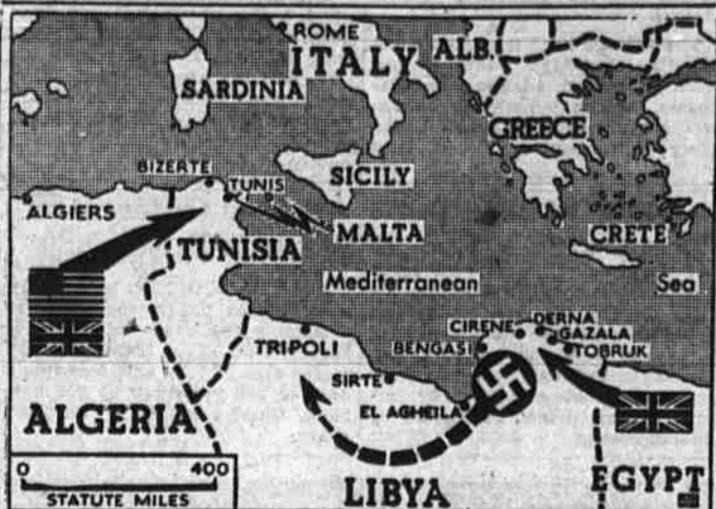 ROME
ITALY
ALB.
SARDINIA
GREECE
BIZERTE
TUNIS
SICILY
ALGIERS
TUNISIA
MALTA
CRETE
Mediterranean Sea
CIRENE
DERNA
GAZALA
TOBRUK
BENGASI
TRIPOLI
SIRTE
EL AGHEILA
ALGERIA
0 400
STATUTE MILES
LIBYA
EGYPT